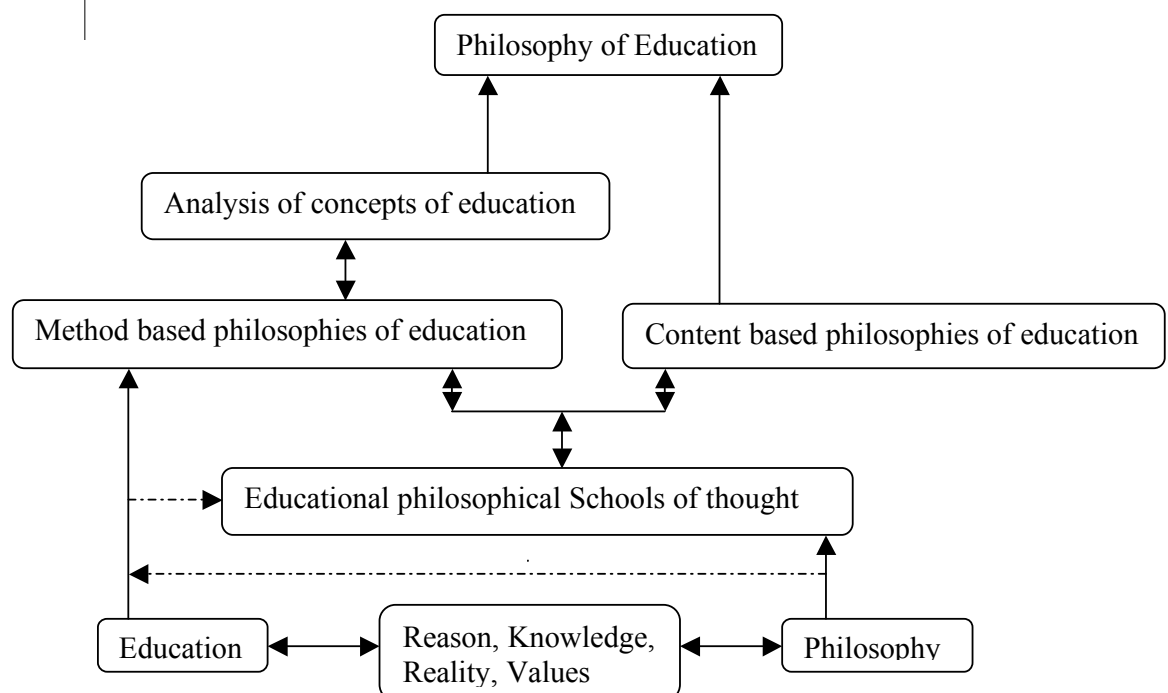 Philosophy of Education
Analysis of concepts of education
Method based philosophies of education
Content based philosophies of education
Educational philosophical Schools of thought
Education
Reason, Knowledge,
Reality, Values
Philosophy